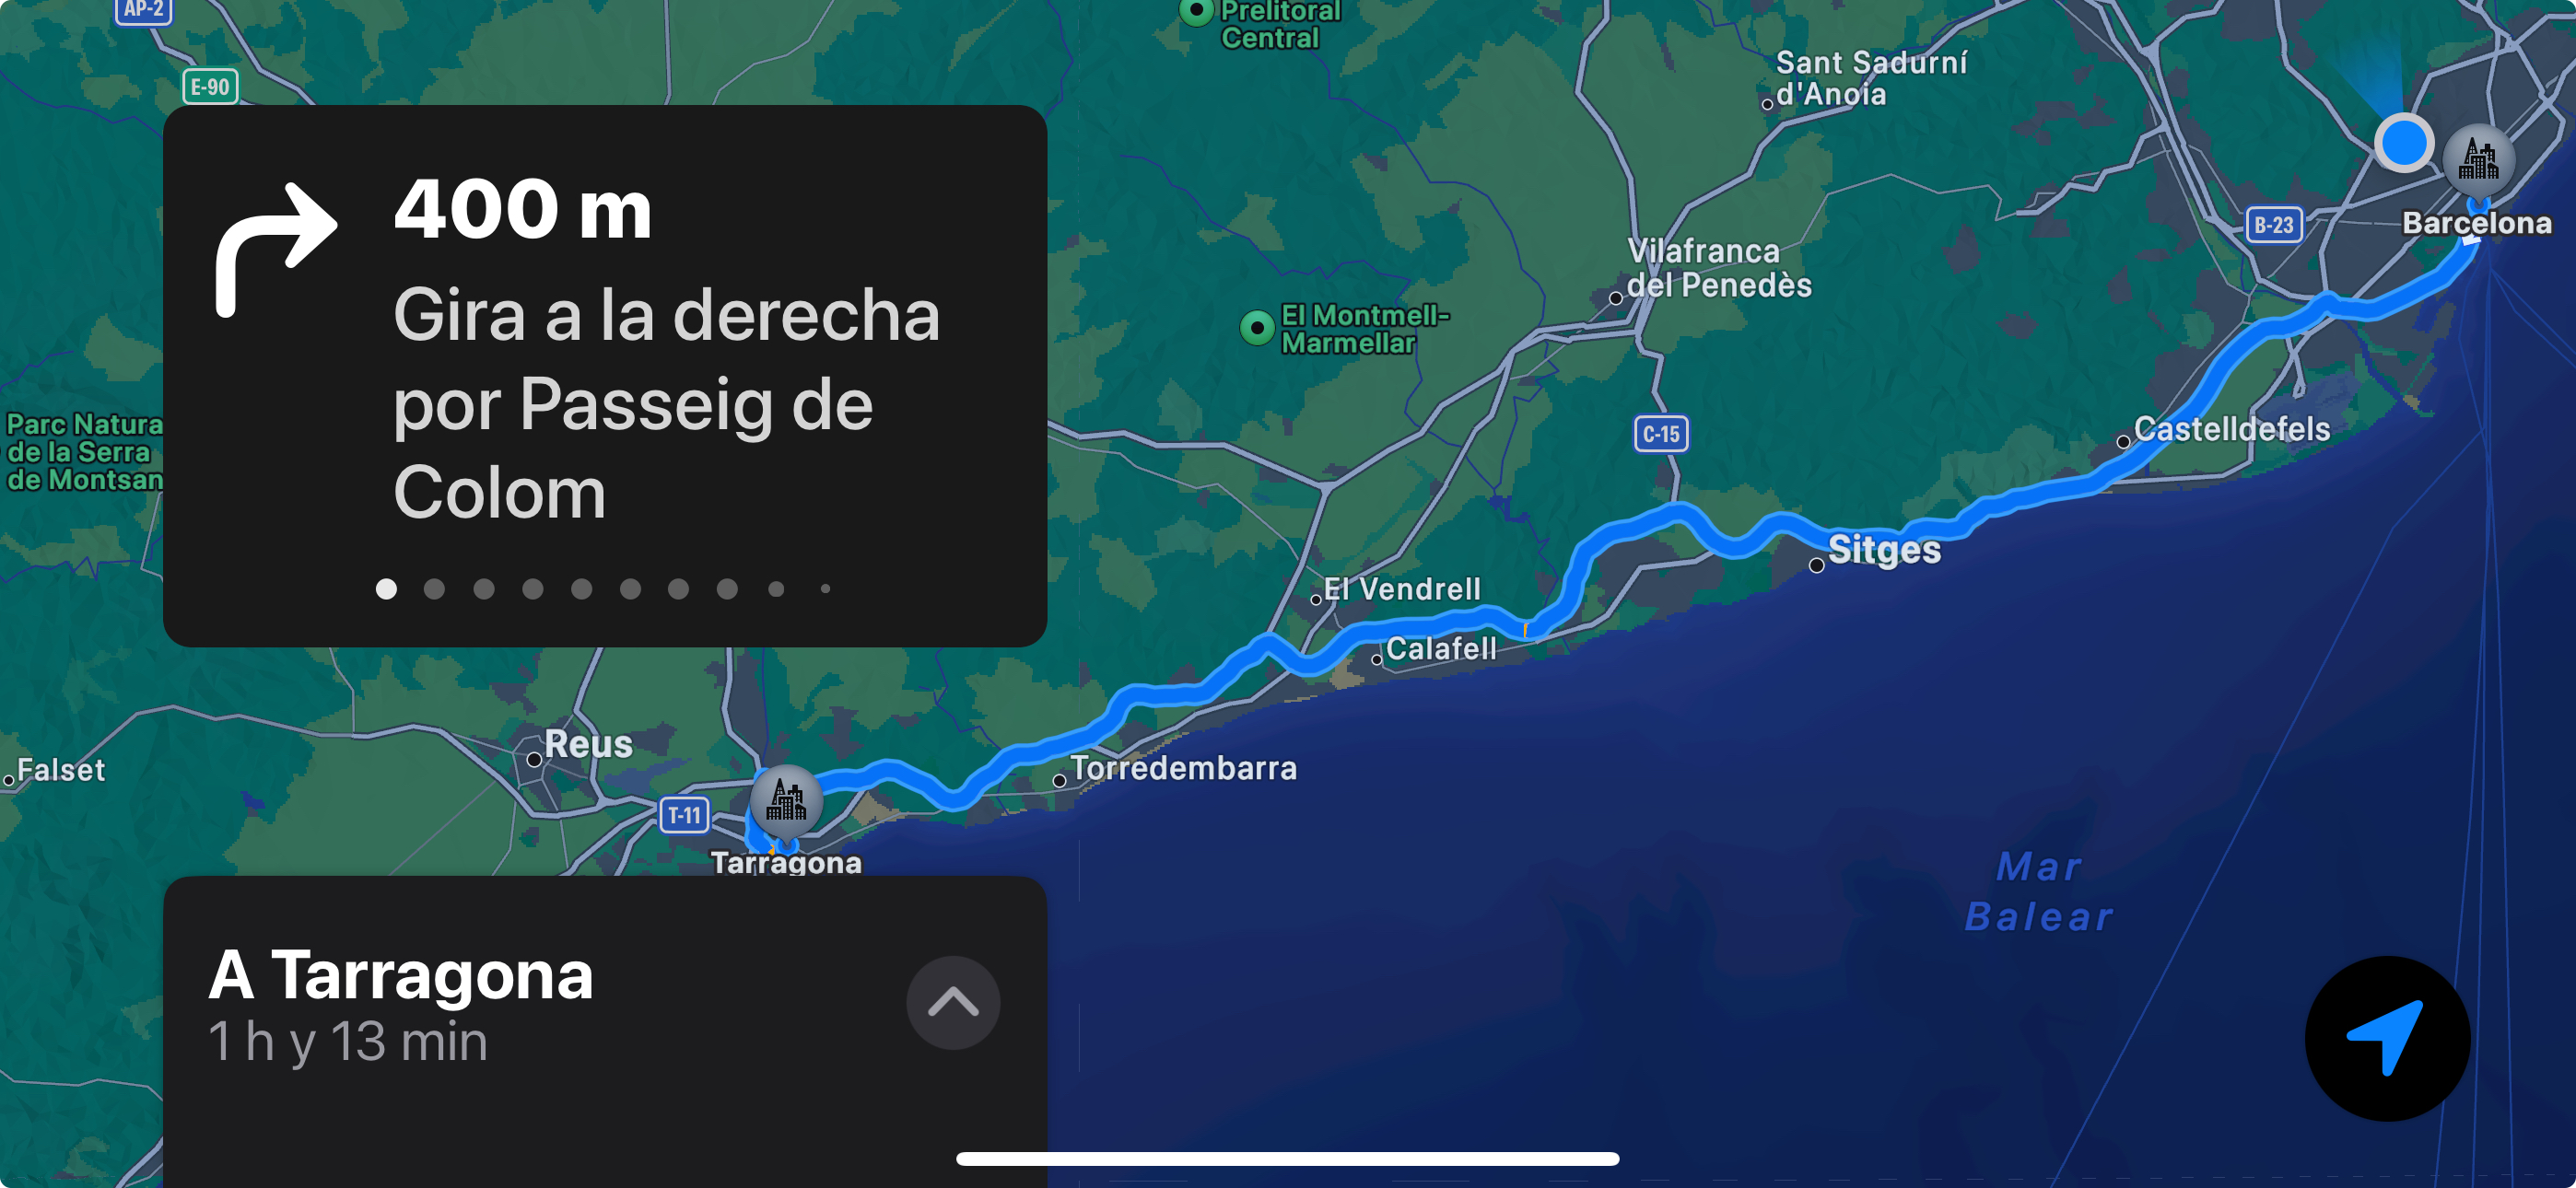 AP-2
E-90
Prelitoral
Central
Sant Sadurní
d'Anoia
400 m
Gira a la derecha
por Passeig de
Colom
B-23
Barcelona
Vilafranca
del Penedès
El Montmell-
Marmellar
Parc Natura
de la Serra
de Montsan
C-15
Castelldefels
Sitges
El Vendrell
Calafell
Reus
Falset
Torredembarra
T-11
Tarragona
Mar
Balear
A Tarragona
1 h y 13 min